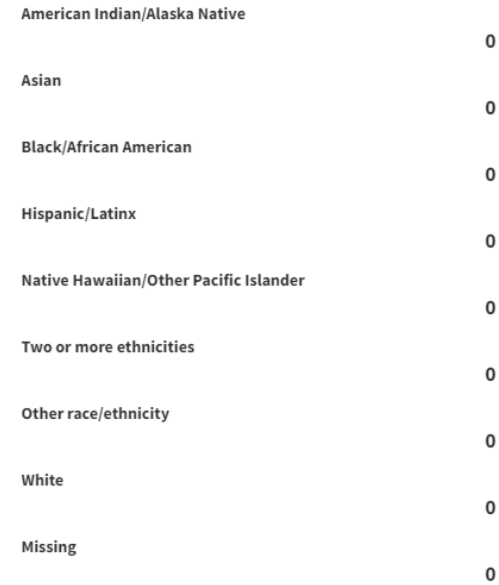 American Indian/Alaska Native
0
Asian
0
Black/African American
0
Hispanic/Latinx
0
Native Hawaiian/Other Pacific Islander
0
Two or more ethnicities
0
Other race/ethnicity
0
White
0
Missing
0